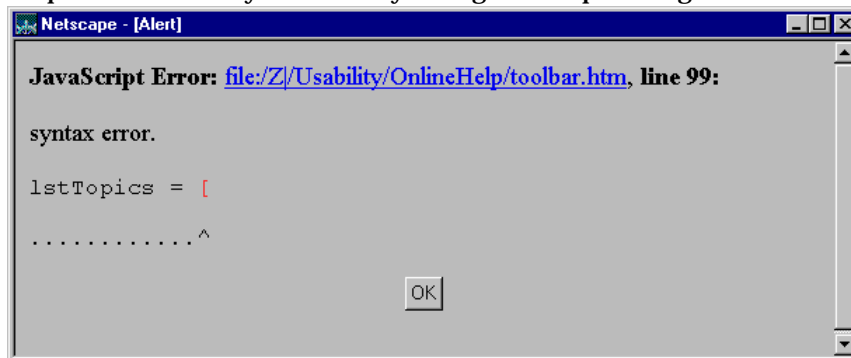 Netscape - [Alert]
JavaScript Error: file:/Z|/Usability/OnlineHelp/toolbar.htm, line 99:
syntax error.
lstTopics = [
............^
OK